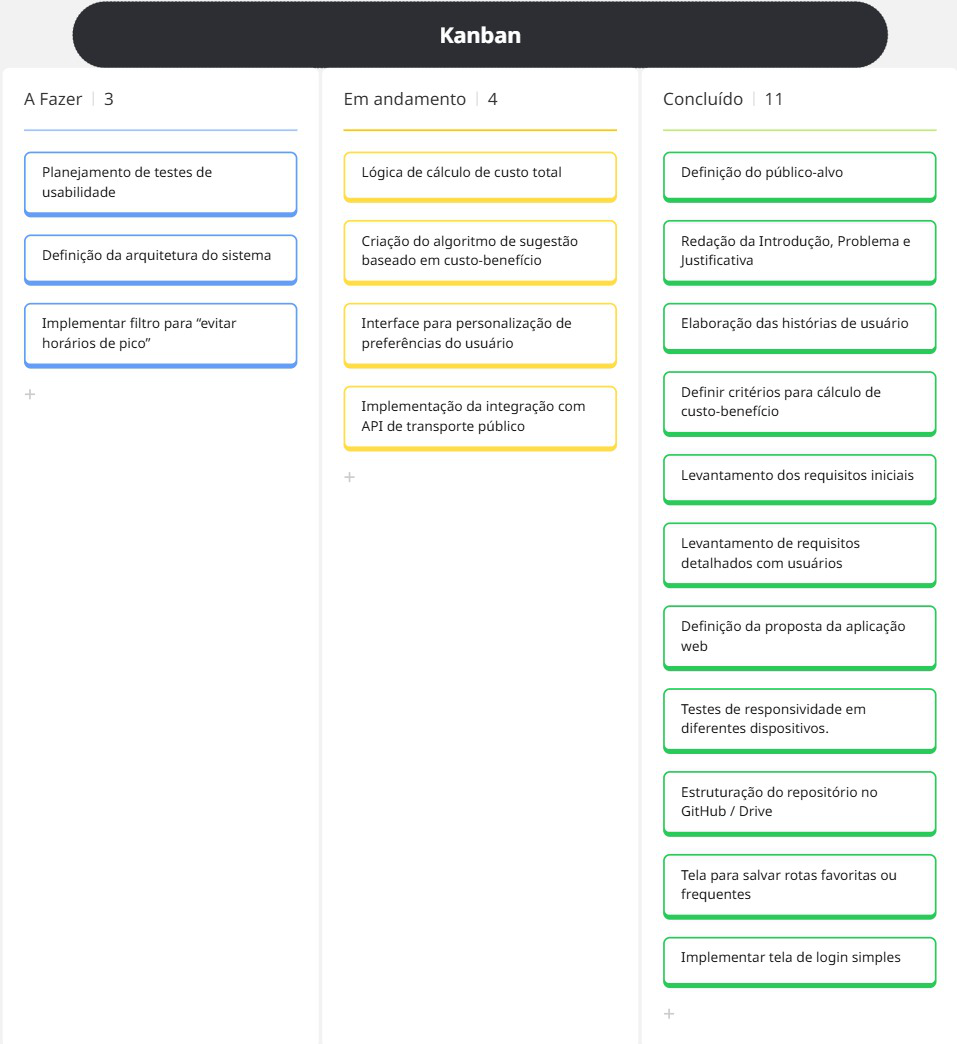 Kanban
A Fazer | 3
Planejamento de testes de
usabilidade
Definição da arquitetura do sistema
Implementar filtro para “evitar
horários de pico”
+
Em andamento | 4
Lógica de cálculo de custo total
Criação do algoritmo de sugestão
baseado em custo-benefício
Interface para personalização de
preferências do usuário
Implementação da integração com
API de transporte público
+
Concluído | 11
Definição do público-alvo
Redação da Introdução, Problema e
Justificativa
Elaboração das histórias de usuário
Definir critérios para cálculo de
custo-benefício
Levantamento dos requisitos iniciais
Levantamento de requisitos
detalhados com usuários
Definição da proposta da aplicação
web
Testes de responsividade em
diferentes dispositivos.
Estruturação do repositório no
GitHub / Drive
Tela para salvar rotas favoritas ou
frequentes
Implementar tela de login simples
+